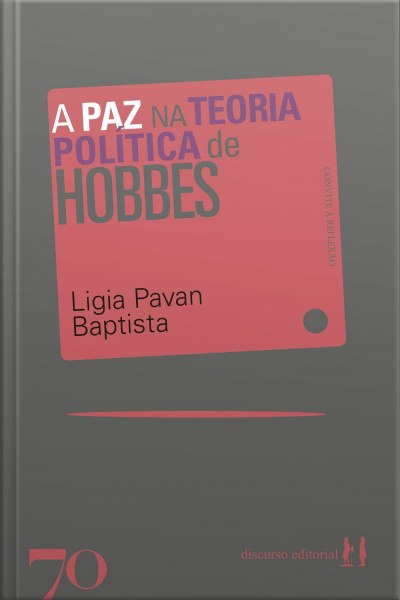 A PAZ NA TEORIA
POLÍTICA de
HOBBES
CONVITE À REFLEXÃO
Ligia Pavan
Baptista
70
discurso editorial